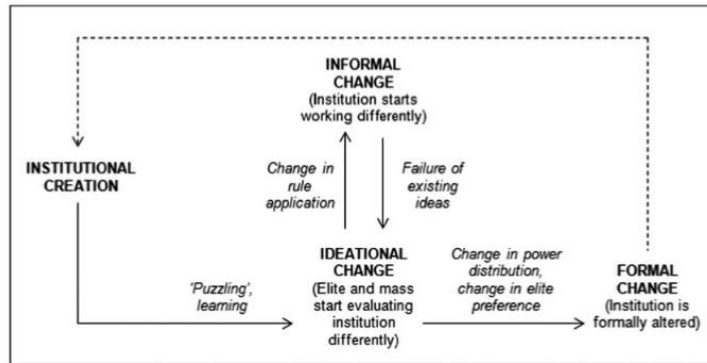 INFORMAL
CHANGE
(Institution starts
working differently)
INSTITUTIONAL
CREATION
Change in
rule
application
Failure of
existing
ideas
'Puzzling',
learning
IDEATIONAL
CHANGE
(Elite and mass
start evaluating
institution
differently)
Change in power
distribution,
change in elite
preference
FORMAL
CHANGE
(Institution is
formally altered)